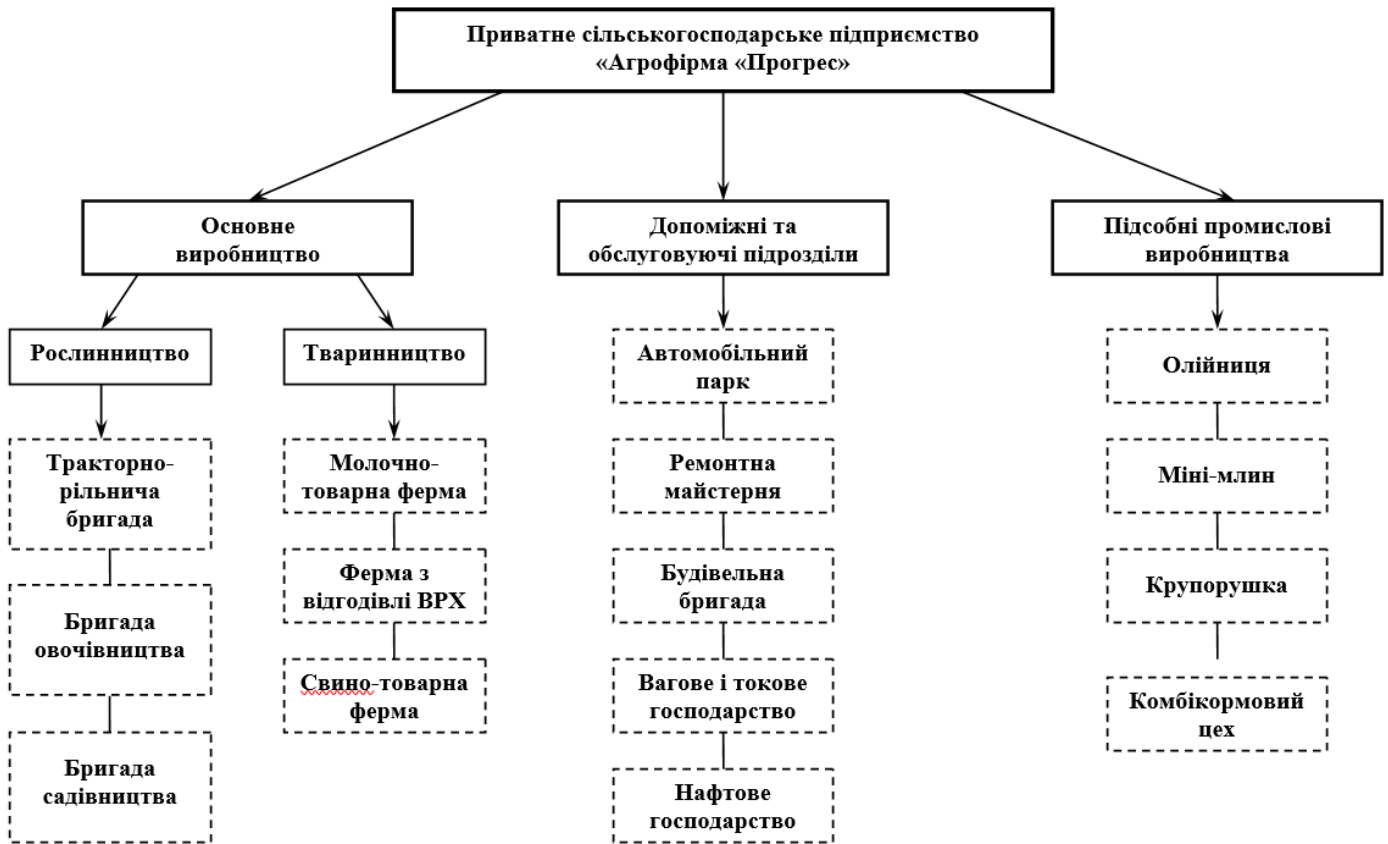 Приватне сільськогосподарське підприємство
«Агрофірма «Прогрес»
Основне
виробництво
Допоміжні та
обслуговуючі підрозділи
Підсобні промислові
виробництва
Рослинництво
Тваринництво
Автомобільний
парк
Олійниця
Тракторно-
рільнича
бригада
Молочно-
товарна ферма
Ремонтна
майстерня
Міні-млин
Бригада
овочівництва
Ферма з
відгодівлі ВРХ
Будівельна
бригада
Крупорушка
Свино-товарна
ферма
Вагове і токове
господарство
Комбікормовий
цех
Бригада
садівництва
Нафтове
господарство